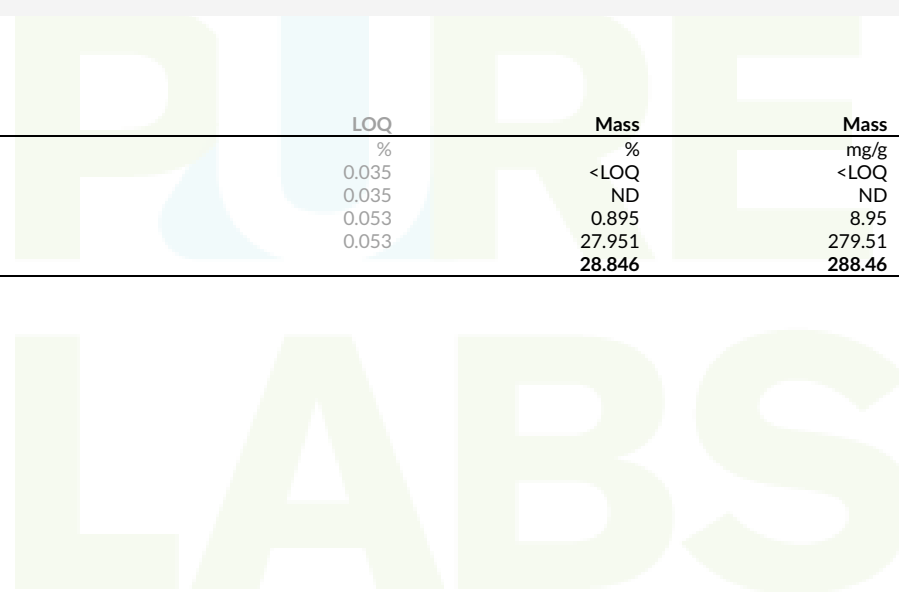 PURE
LOQ Mass Mass
% % mg/g
0.035 <LOQ <LOQ
0.035 ND ND
0.053 0.895 8.95
0.053 27.951 279.51
28.846 288.46
LABS